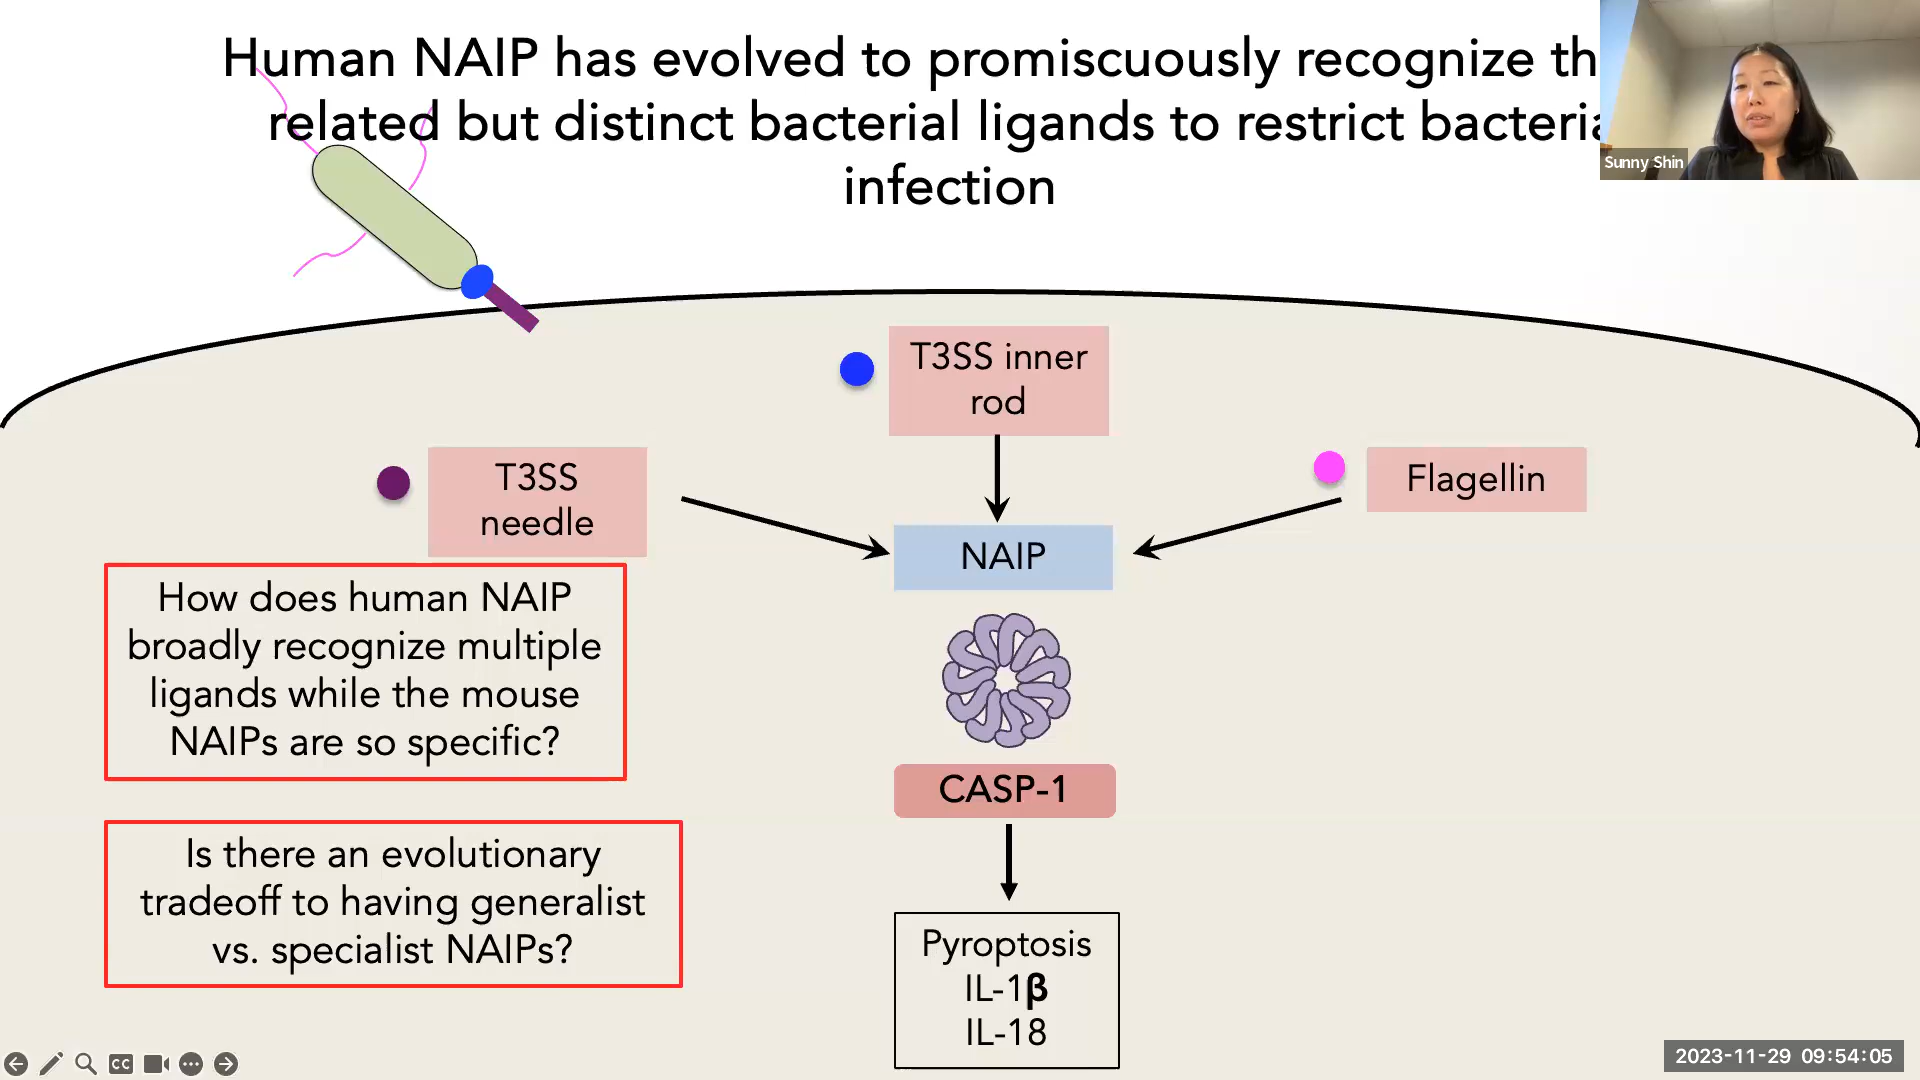 Human NAIP has evolved to promiscuously recognize
related but distinct bacterial ligands to restrict
infection
Sunny Shin
T3SS inner
rod
T3SS
needle
Flagellin
NAIP
How does human NAIP
broadly recognize multiple
ligands while the mouse
NAIPs are so specific?
CASP-1
Is there an evolutionary
tradeoff to having generalist
vs. specialist NAIPs?
Pyroptosis
IL-1β
IL-18
CC
2023-11-29 09:54:05